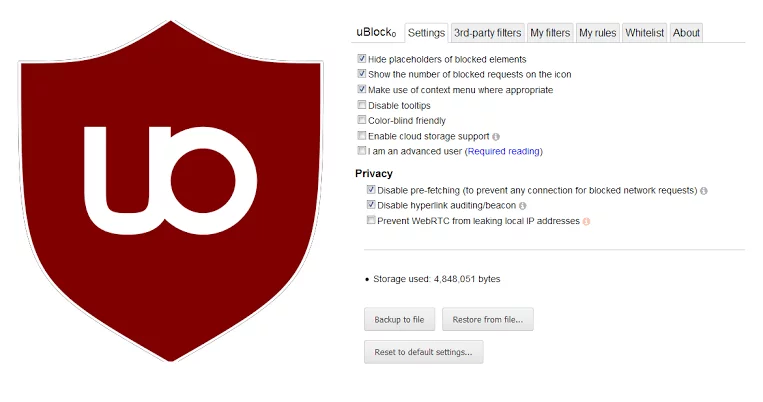 uo
uBlock₀ Settings 3rd-party filters My filters My rules Whitelist About
Hide placeholders of blocked elements
Show the number of blocked requests on the icon
Make use of context menu where appropriate
Disable tooltips
Color-blind friendly
Enable cloud storage support
I am an advanced user (Required reading)
Privacy
Disable pre-fetching (to prevent any connection for blocked network requests)
Disable hyperlink auditing/beacon
Prevent WebRTC from leaking local IP addresses
Storage used: 4,848,051 bytes
Backup to file Restore from file...
Reset to default settings...